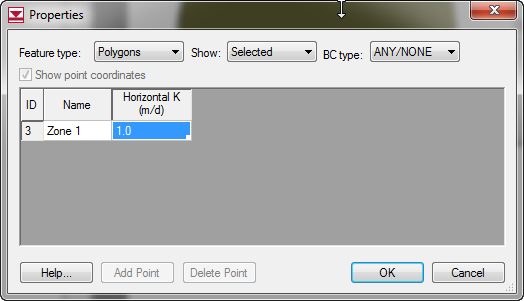 Properties
Feature type: Polygons Show: Selected BC type: ANY/NONE
Show point coordinates
ID Name Horizontal K
(m/d)
3 Zone 1 1.0
Help... Add Point Delete Point OK Cancel